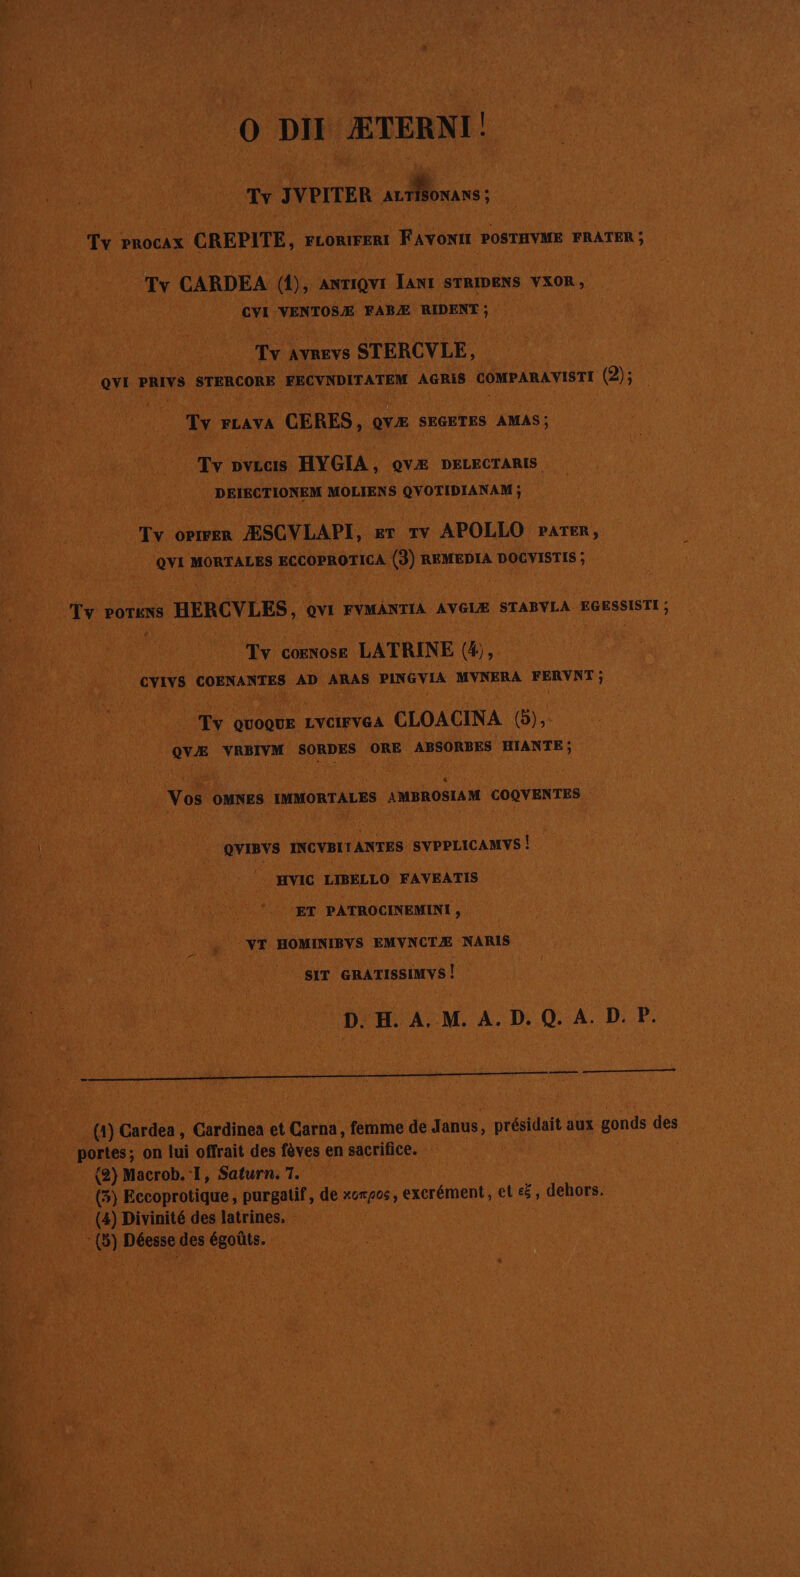 O DII ÆTERNI!
Tv JVPITER ALTISONANS;
Tv PROCAX CREPITE, FLORIFERI FAVONII POSTHVME FRATER;
Tv CARDEA (1), ANTIQVI IANI STRIDENS VXOR,
CVI VENTOSÆ FABÆ RIDENT;
Tv AVREVS STERCVLE,
QVI PRIVS STERCORE FECVNDITATEM AGRIS COMPARAVISTI (2);
Tv FLAVA CERES, QVÆ SEGETES AMAS;
Tv DVLCIS HYGIA, QVÆ DELECTARIS
DEIECTIONEM MOLIENS QVOTIDIANAM;
Tv OPIFER ÆSCVLAPI, ET TV APOLLO PATER,
QVI MORTALES ECCOPROTICA (3) REMEDIA DOCVISTIS;
Tv POTENS HERCVLES, QVI FVMANTIA AVGIÆ STABVLA EGESSISTI;
Tv COENOSE LATRINE (4),
CVIVS COENANTES AD ARAS PINGVIA MVNERA FERVNT;
Tv QUOQUE LVCIFVGA CLOACINA (5),
QVÆ VRBIVM SORDES ORE ABSORBES HIANTE;
Vos OMNES IMMORTALES AMBROSIAM COQVENTES
QVIBVS INCVBITANTES SVPPLICAMVS!
HVIC LIBELLO FAVEATIS
ET PATROCINEMINI,
VT HOMINIBVS EMVNCTÆ NARIS
SIT GRATISSIMVS!
D. H. A. M. A. D. Q. A. D. P.
(1) Cardea, Cardinea et Carna, femme de Janus, présidait aux gonds des
portes; on lui offrait des fèves en sacrifice.
(2) Macrob. I, Saturn. 7.
(3) Eccoprotique, purgatif, de κοπρος, excrément, et εξ, dehors.
(4) Divinité des latrines.
(5) Déesse des égoûts.